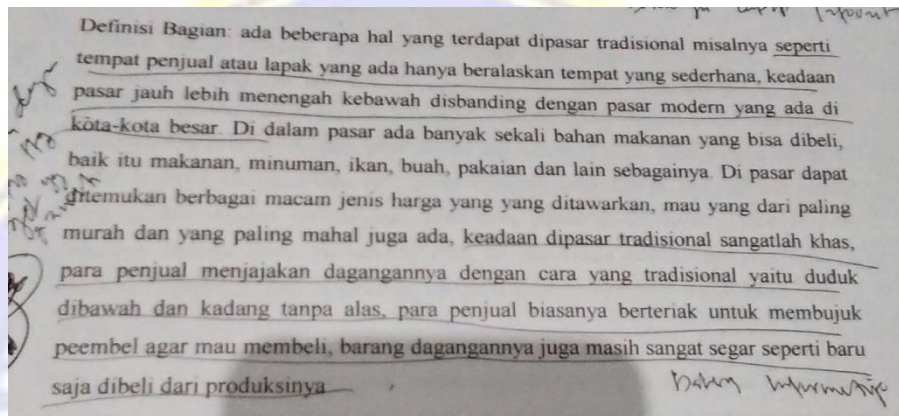 Definisi Bagian: ada beberapa hal yang terdapat dipasar tradisional misalnya seperti
tempat penjual atau lapak yang ada hanya beralaskan tempat yang sederhana, keadaan
pasar jauh lebih menengah kebawah disbanding dengan pasar modern yang ada di
kota-kota besar. Di dalam pasar ada banyak sekali bahan makanan yang bisa dibeli,
baik itu makanan, minuman, ikan, buah, pakaian dan lain sebagainya. Di pasar dapat
ditemukan berbagai macam jenis harga yang yang ditawarkan, mau yang dari paling
murah dan yang paling mahal juga ada, keadaan dipasar tradisional sangatlah khas,
para penjual menjajakan dagangannya dengan cara yang tradisional yaitu duduk
dibawah dan kadang tanpa alas, para penjual biasanya berteriak untuk membujuk
peembel agar mau membeli, barang dagangannya juga masih sangat segar seperti baru
saja dibeli dari produksinya